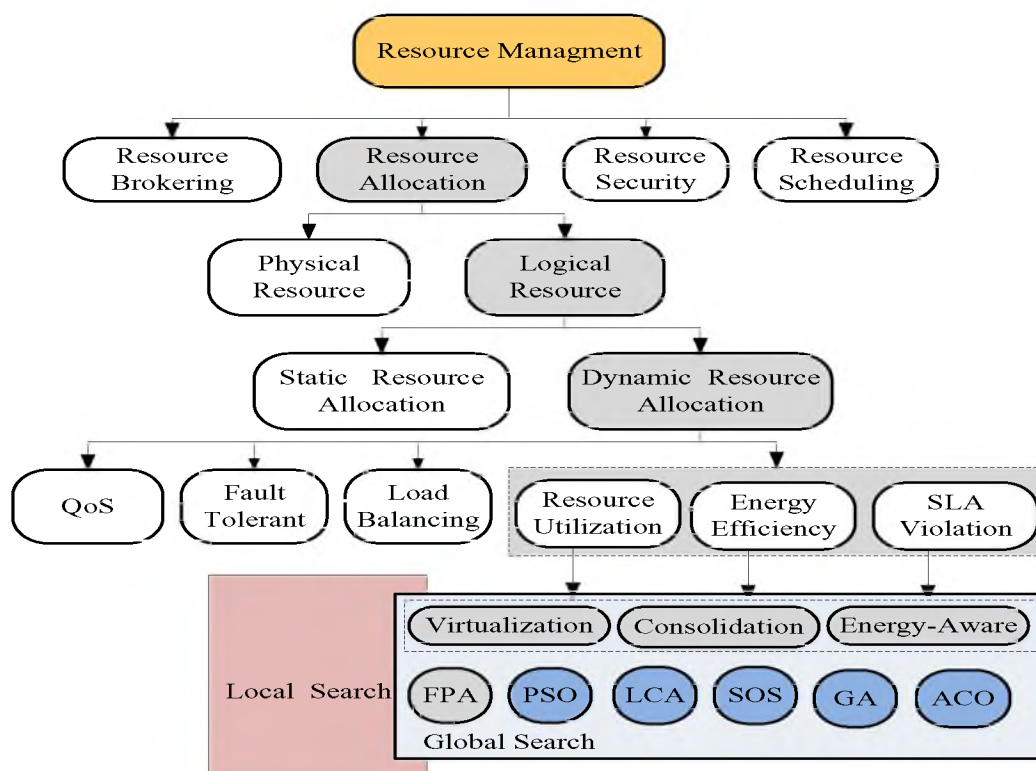 Resource Managment
Resource
Brokering
Resource
Allocation
Resource
Security
Resource
Scheduling
Physical
Resource
Logical
Resource
Static Resource
Allocation
Dynamic Resource
Allocation
QoS
Fault
Tolerant
Load
Balancing
Resource
Utilization
Energy
Efficiency
SLA
Violation
Virtualization
Consolidation
Energy-Aware
Local Search
FPA
PSO
LCA
SOS
GA
ACO
Global Search